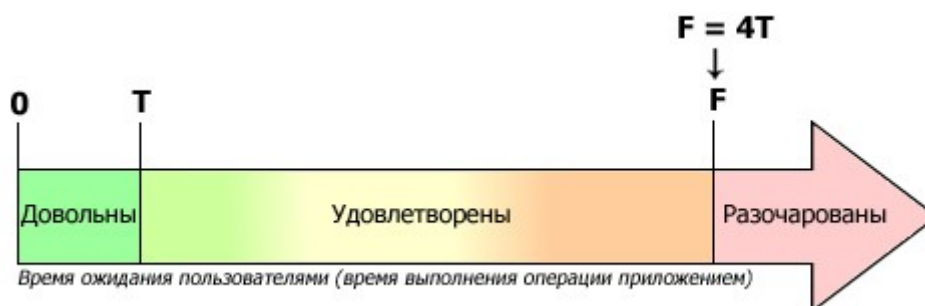 F = 4T
↓
0 T F
Довольны Удовлетворены Разочарованы
Время ожидания пользователями (время выполнения операции приложением)